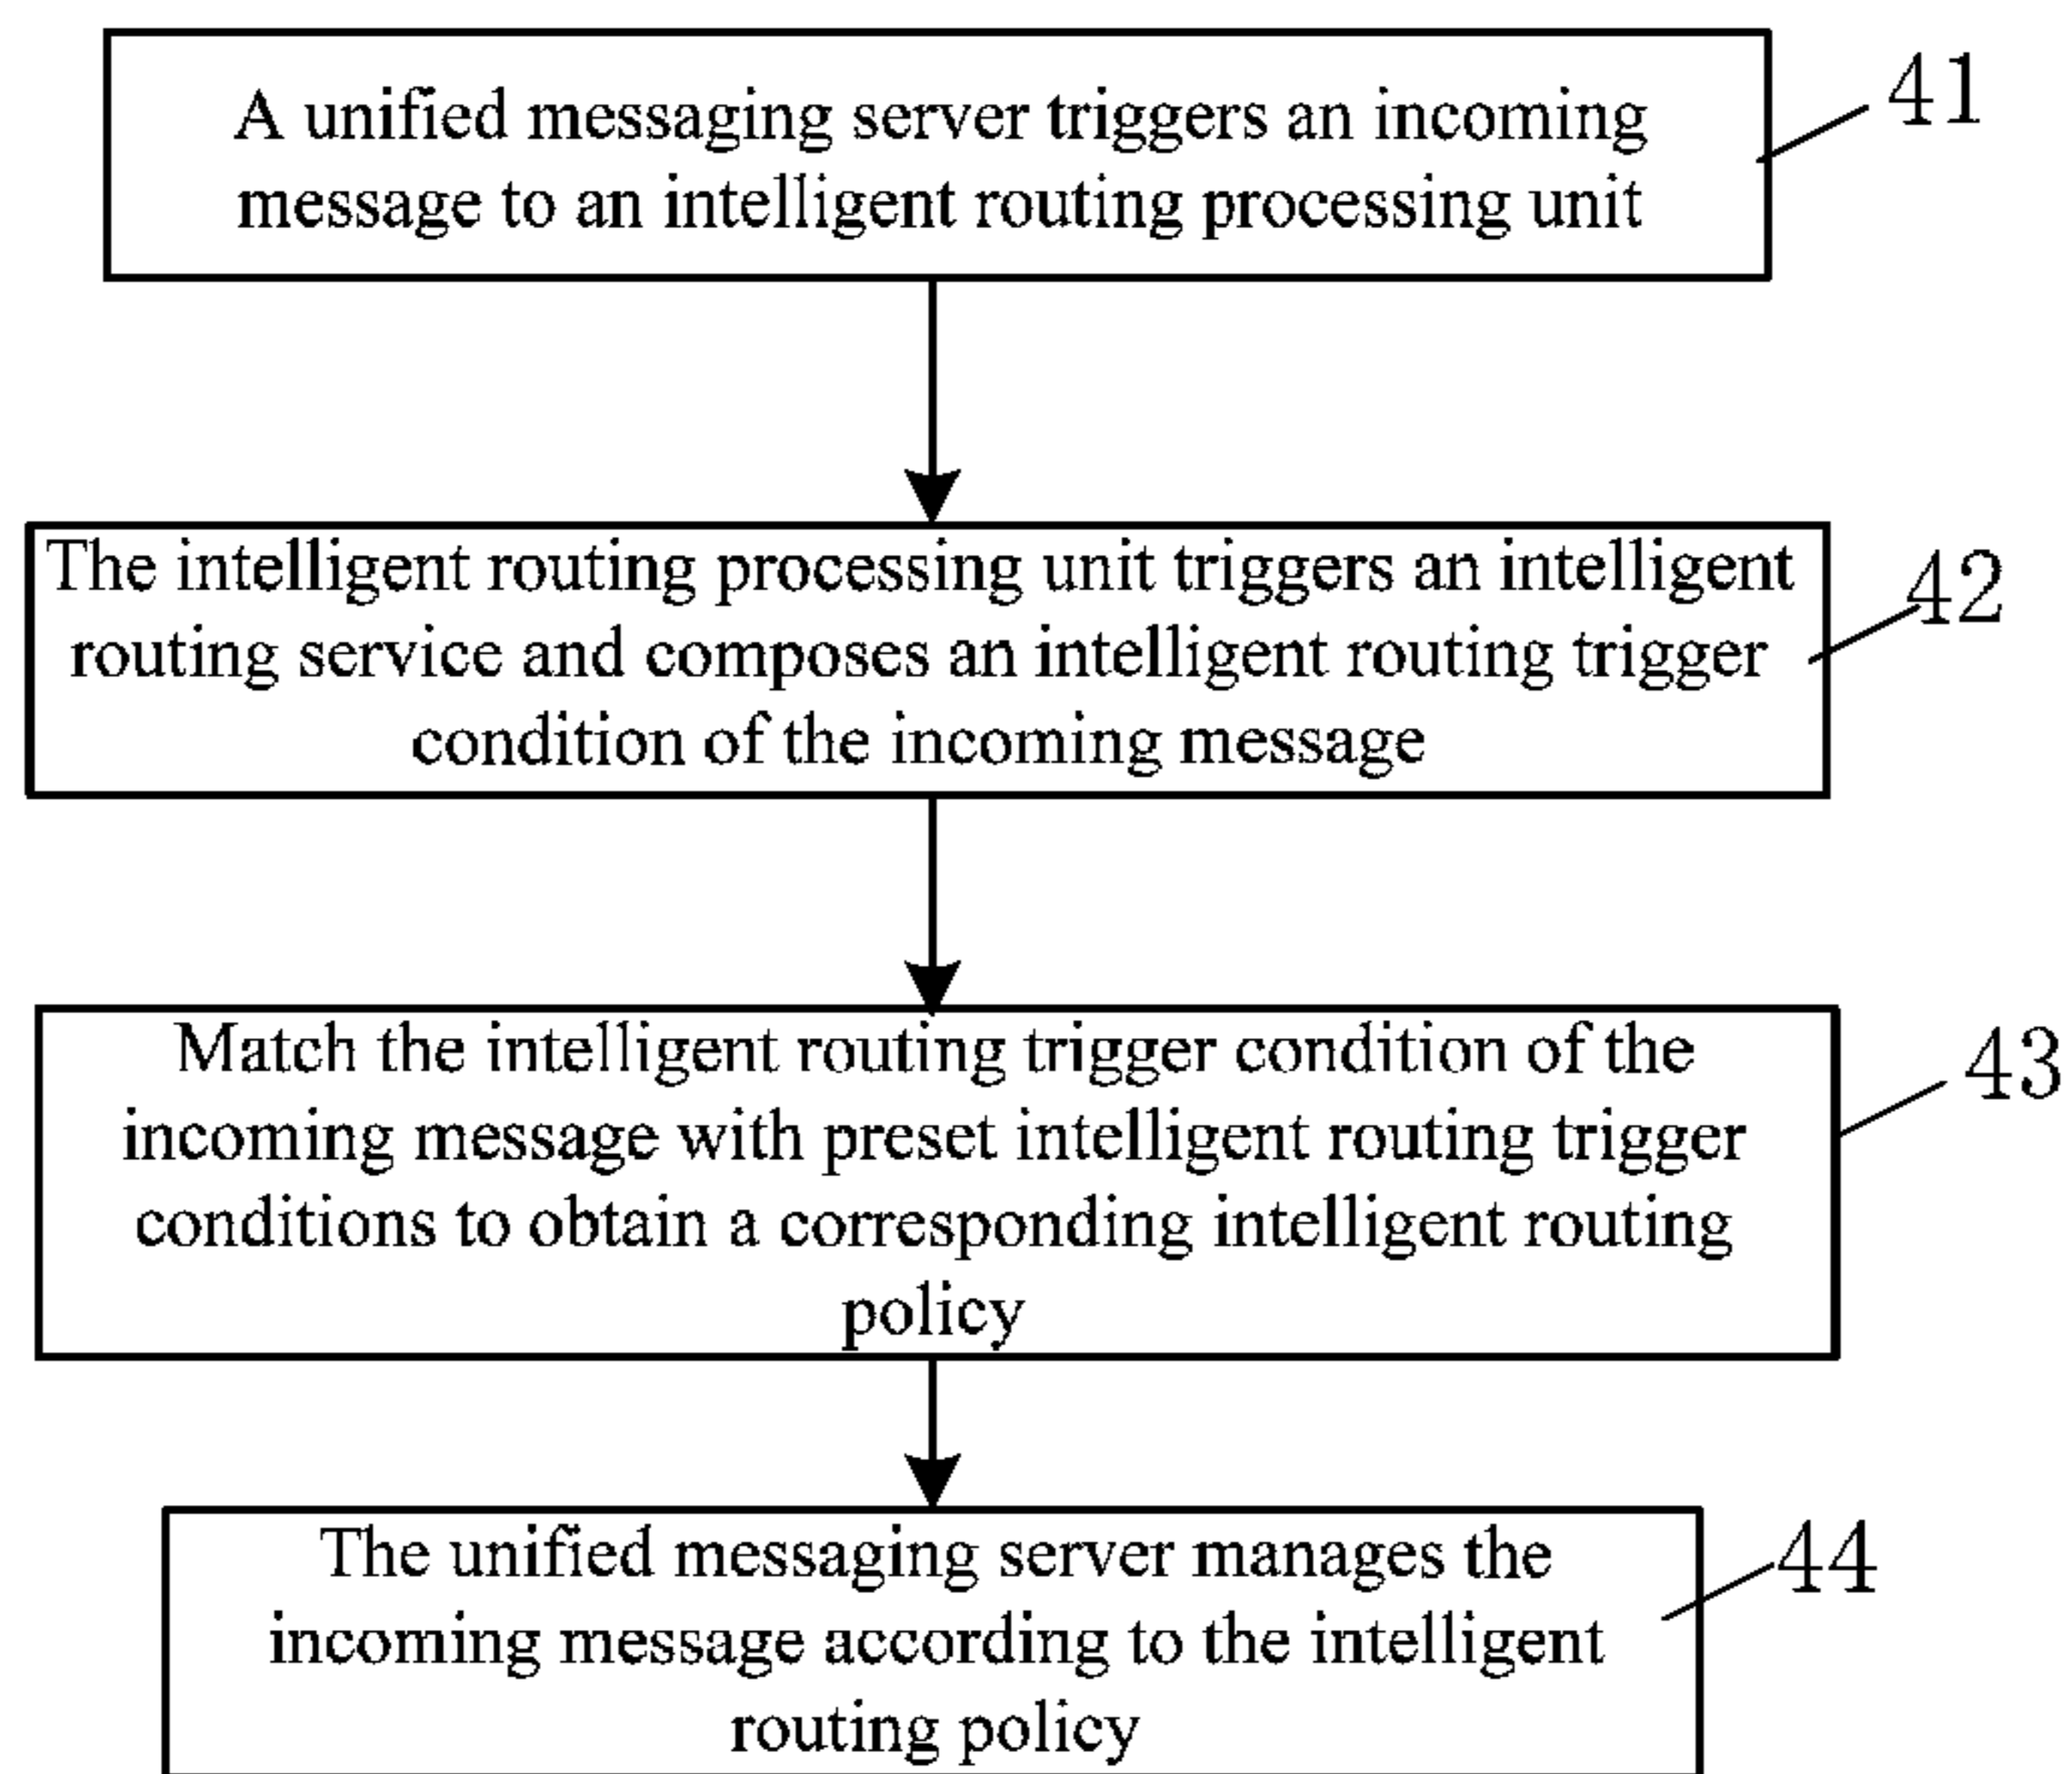 A unified messaging server triggers an incoming
message to an intelligent routing processing unit
41
The intelligent routing processing unit triggers an intelligent
routing service and composes an intelligent routing trigger
condition of the incoming message
42
Match the intelligent routing trigger condition of the
incoming message with preset intelligent routing trigger
conditions to obtain a corresponding intelligent routing
policy
43
The unified messaging server manages the
incoming message according to the intelligent
routing policy
44